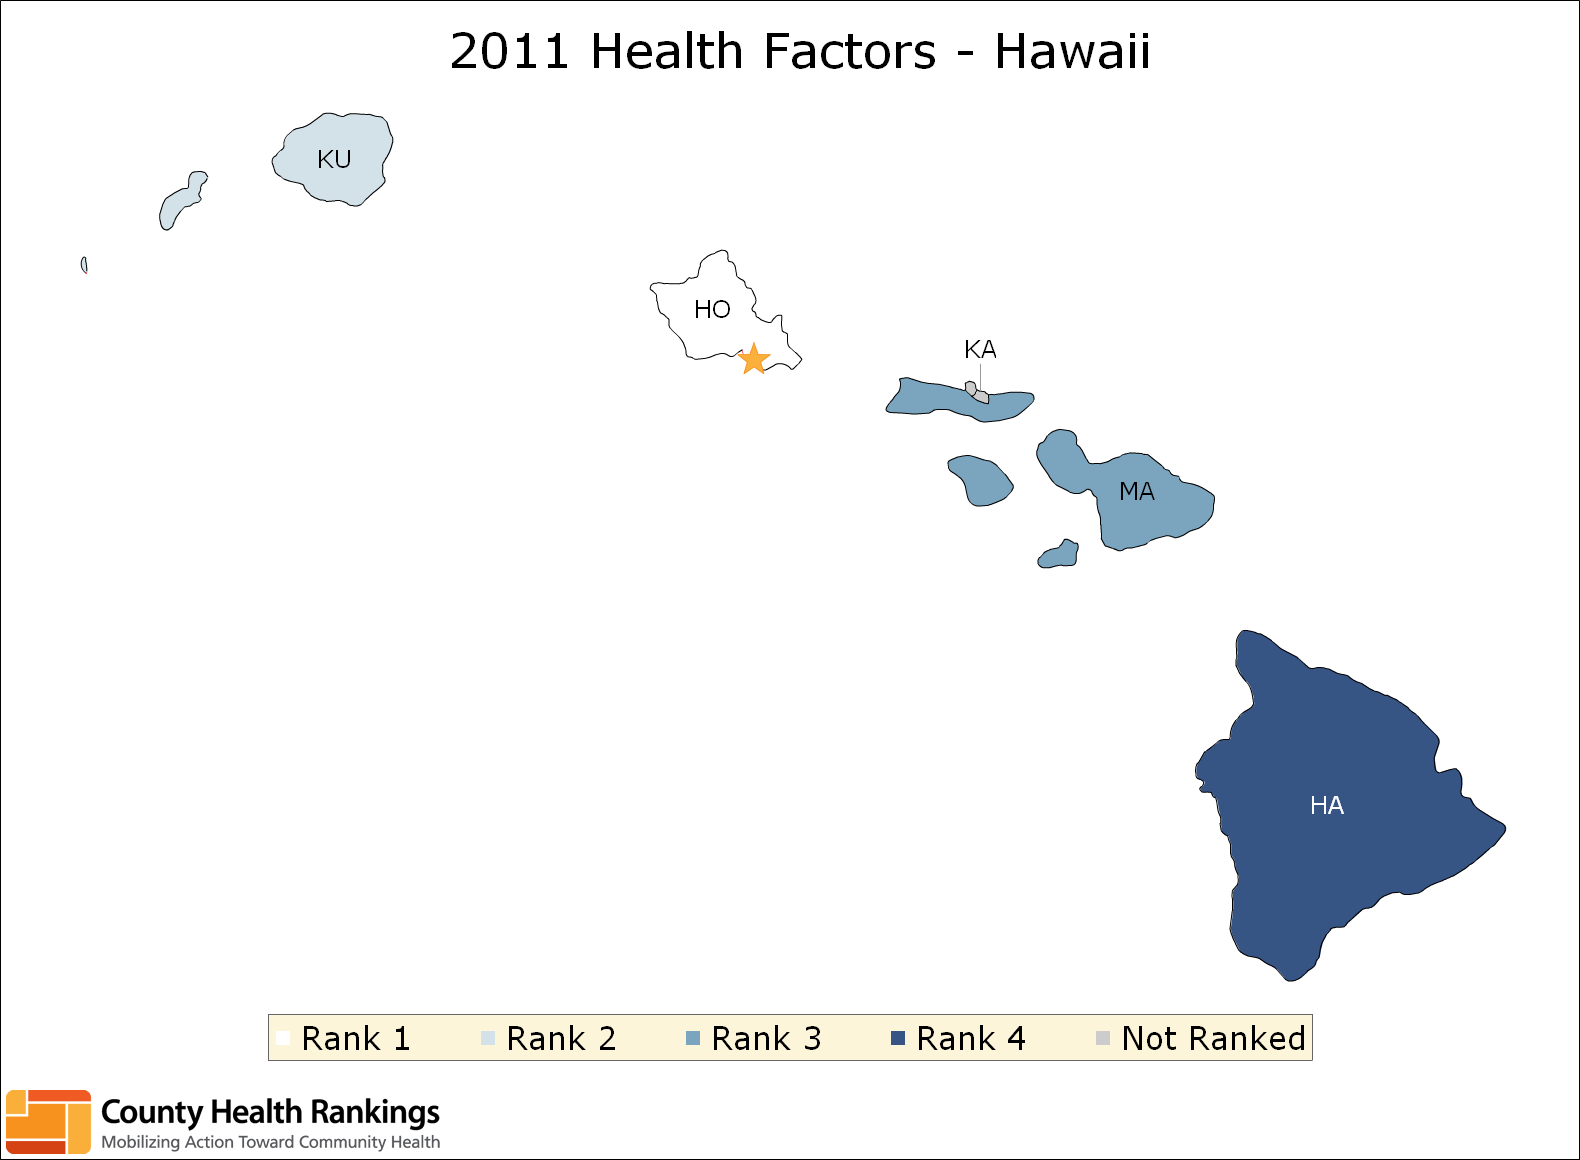 2011 Health Factors - Hawaii
KU
HO
KA
MA
HA
Rank 1 Rank 2 Rank 3 Rank 4 Not Ranked
County Health Rankings
Mobilizing Action Toward Community Health